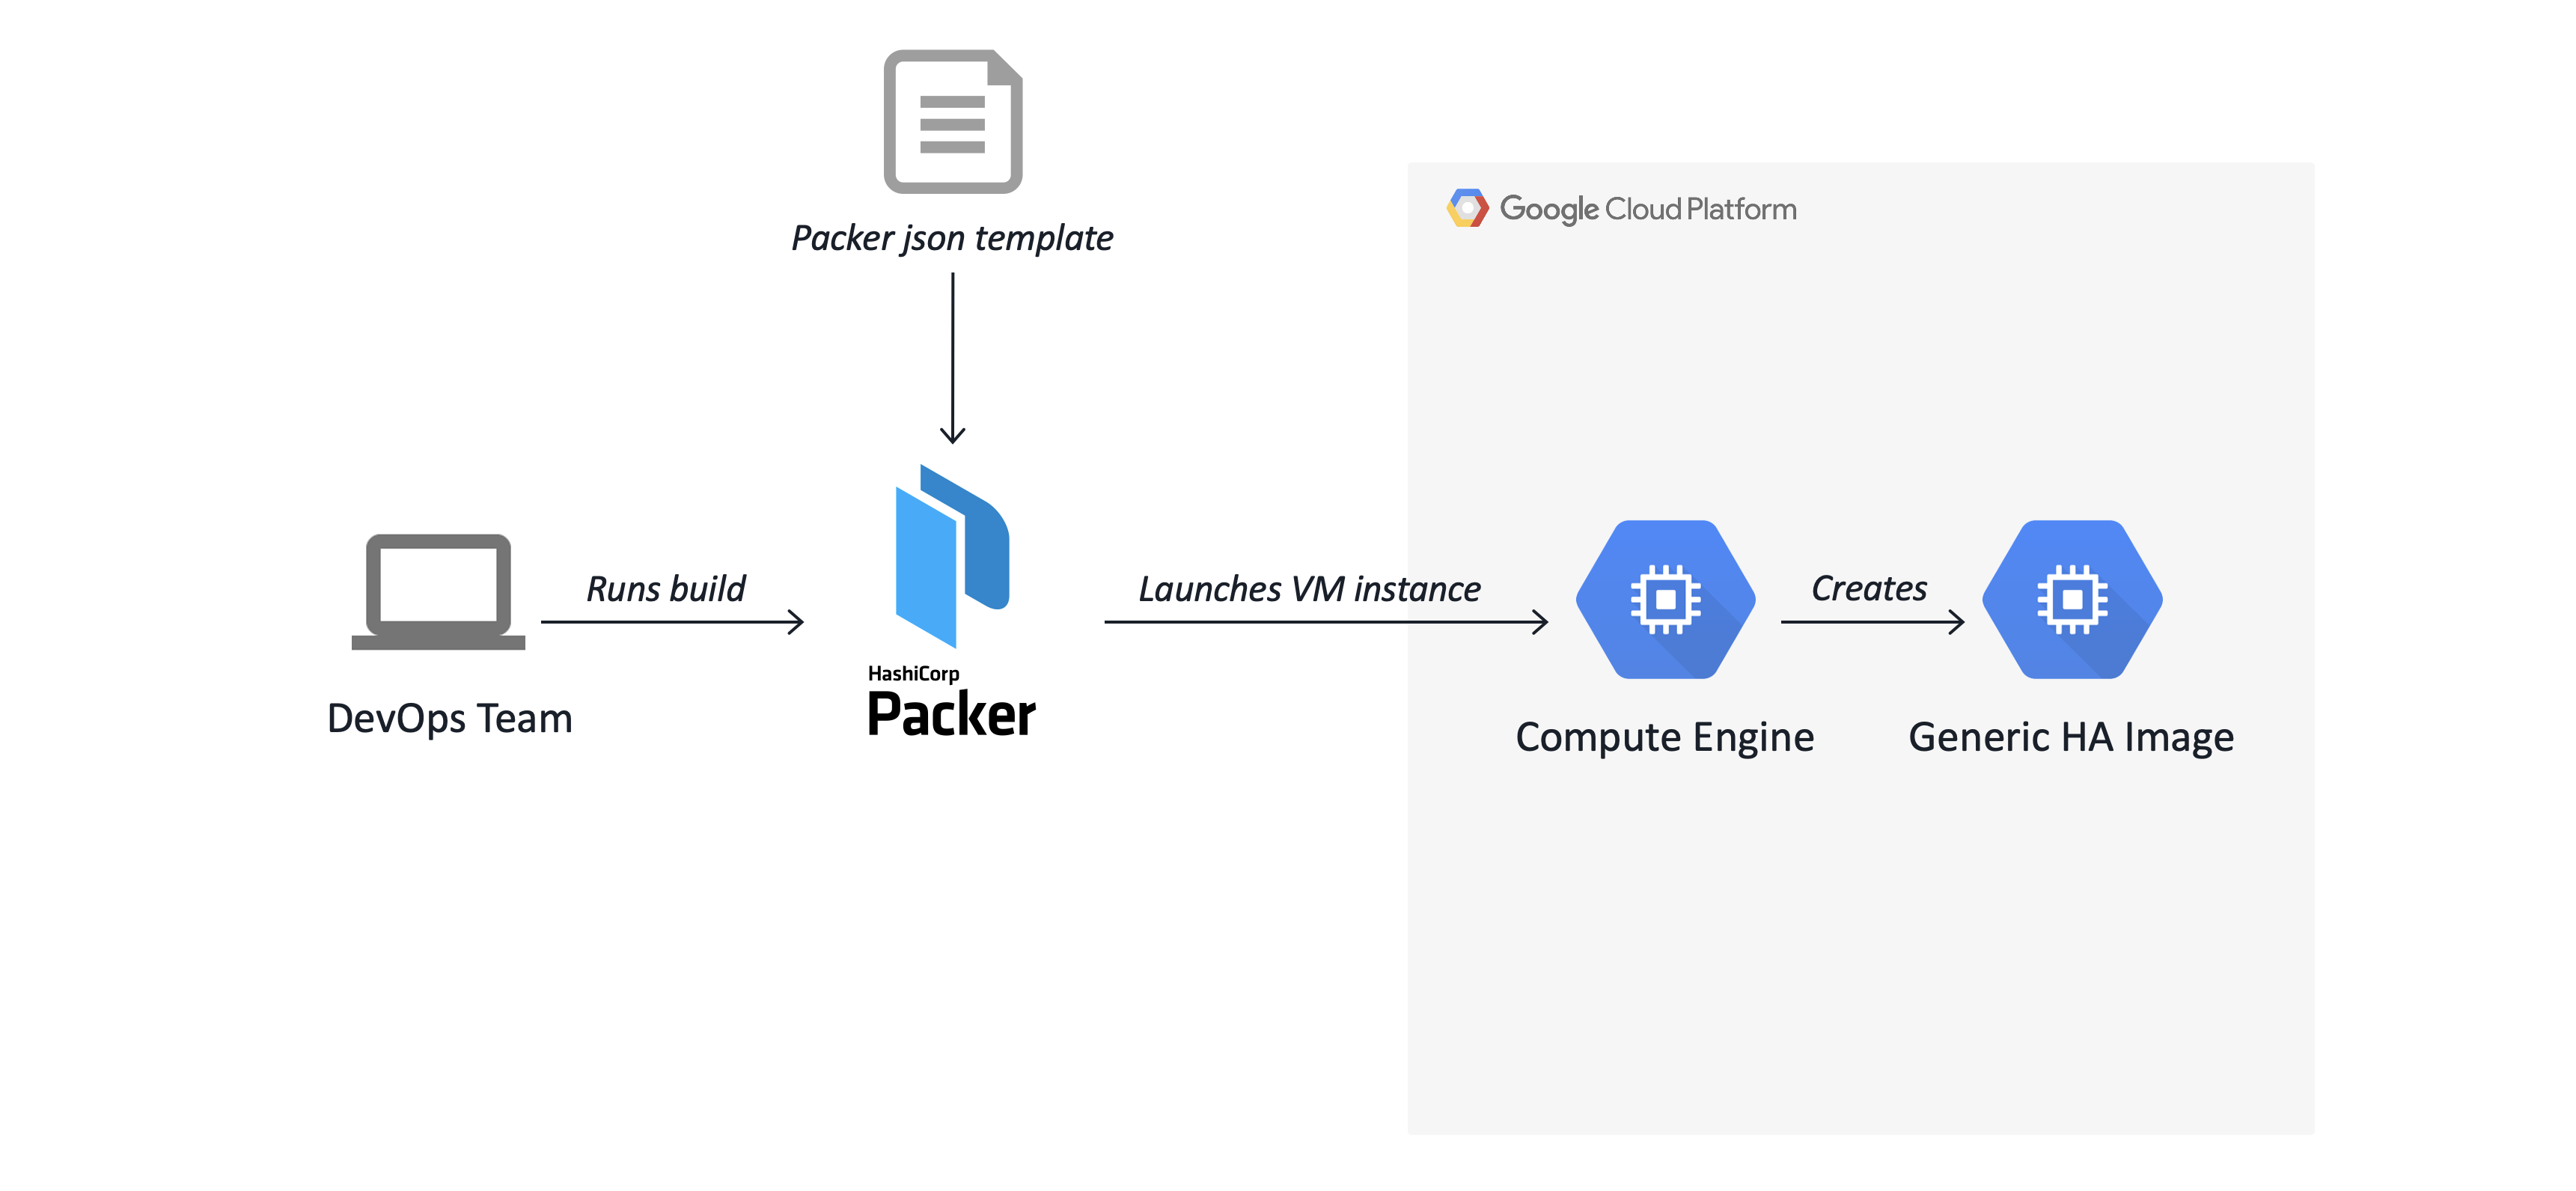 Packer json template
Google Cloud Platform
Runs build
Launches VM instance
Creates
HashiCorp
Packer
DevOps Team
Compute Engine
Generic HA Image